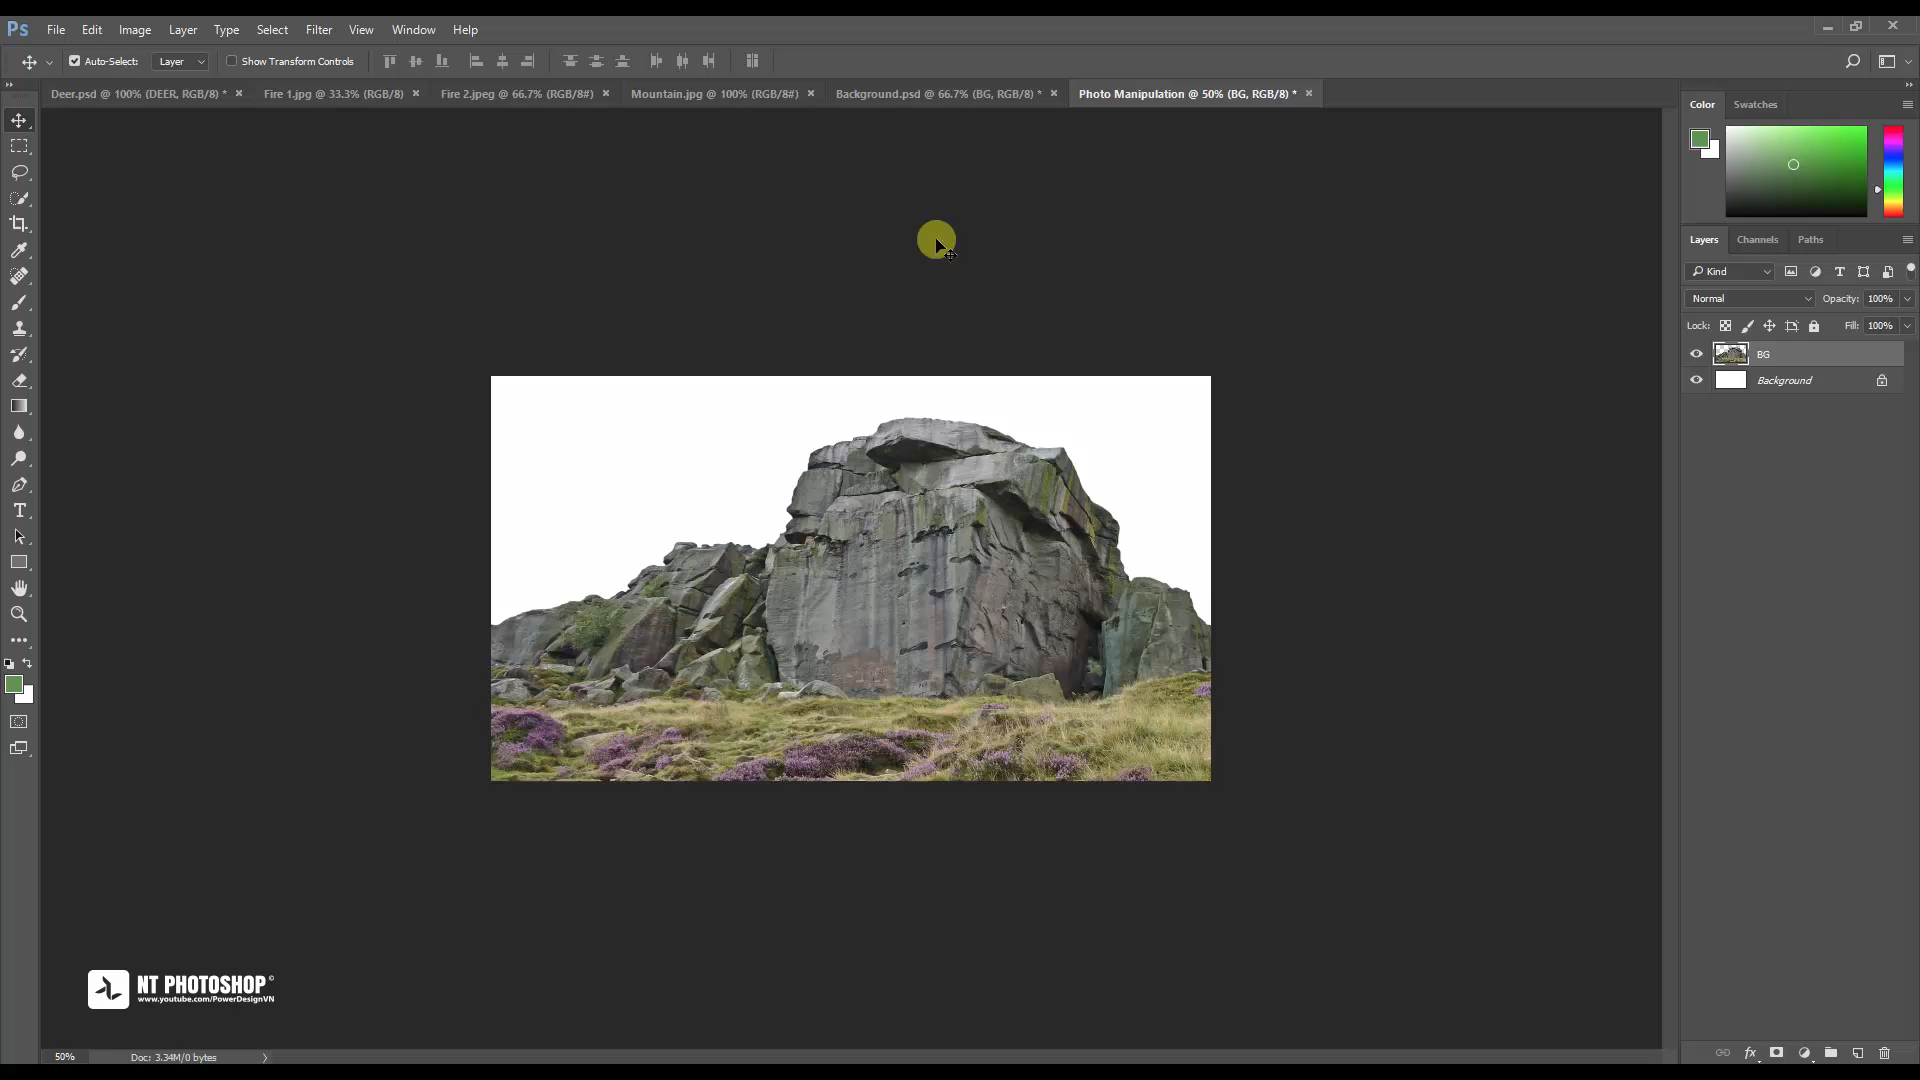 Ps File Edit Image Layer Type Select Filter View Window Help
Auto-Select: Layer Show Transform Controls
Deer.psd @ 100% (DEER, RGB/8) * × Fire 1.jpg @ 33.3% (RGB/8) × Fire 2.jpeg @ 66.7% (RGB/8#) × Mountain.jpg @ 100% (RGB/8#) × Background.psd @ 66.7% (BG, RGB/8) * × Photo Manipulation @ 50% (BG, RGB/8) * ×
Color Swatches
Layers Channels Paths
Kind
Normal Opacity: 100%
Lock: Fill: 100%
BG
Background
NT PHOTOSHOP©
www.youtube.com/PowerDesignVN
50% Doc: 3.34M/0 bytes
fx